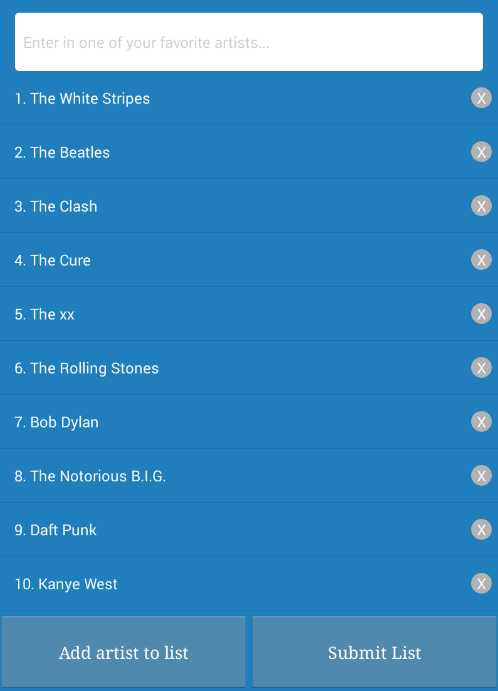 Enter in one of your favorite artists...
1. The White Stripes X
2. The Beatles X
3. The Clash X
4. The Cure X
5. The xx X
6. The Rolling Stones X
7. Bob Dylan X
8. The Notorious B.I.G. X
9. Daft Punk X
10. Kanye West X
Add artist to list Submit List